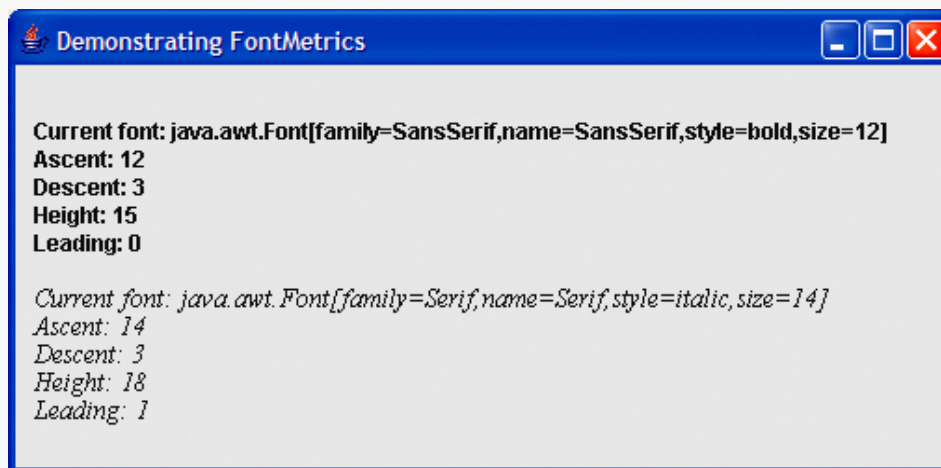 Demonstrating FontMetrics
Current font: java.awt.Font[family=SansSerif,name=SansSerif,style=bold,size=12]
Ascent: 12
Descent: 3
Height: 15
Leading: 0
Current font: java.awt.Font[family=Serif,name=Serif,style=italic,size=14]
Ascent: 14
Descent: 3
Height: 18
Leading: 1